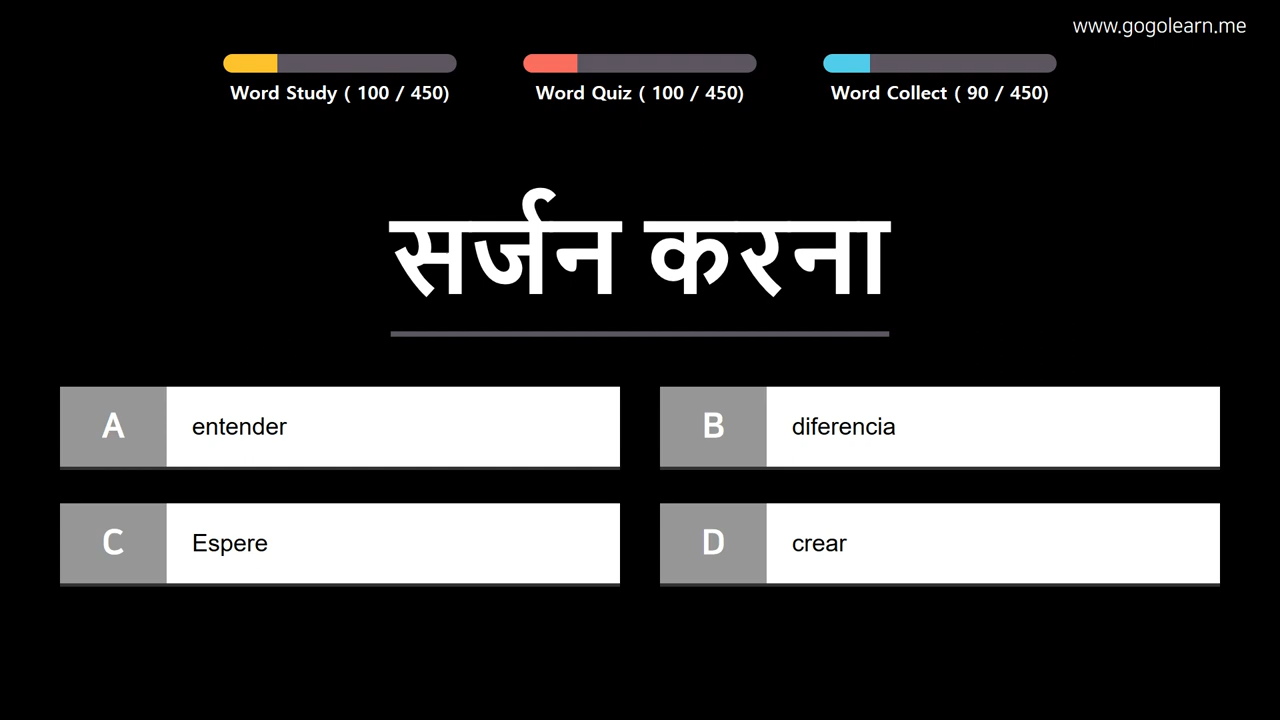 www.gogolearn.me
Word Study ( 100 / 450)
Word Quiz ( 100 / 450)
Word Collect ( 90 / 450)
सर्जन करना
A entender
B diferencia
C Espere
D crear